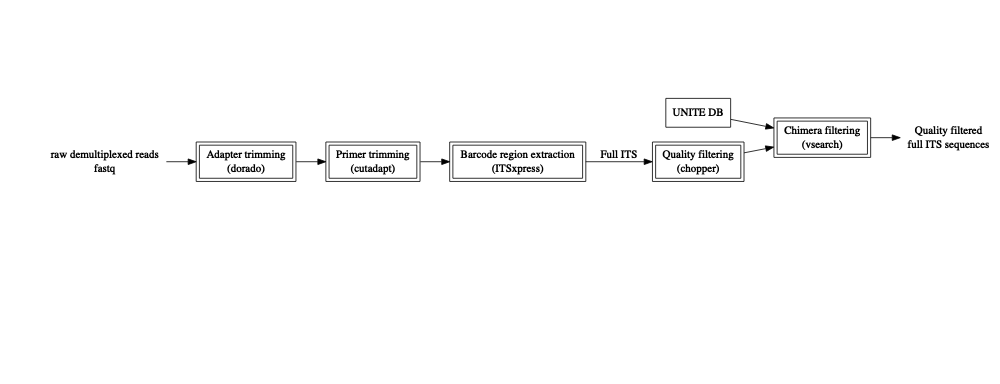 raw demultiplexed reads
fastq
Adapter trimming
(dorado)
Primer trimming
(cutadapt)
Barcode region extraction
(ITSxpress)
Full ITS
Quality filtering
(chopper)
UNITE DB
Chimera filtering
(vsearch)
Quality filtered
full ITS sequences